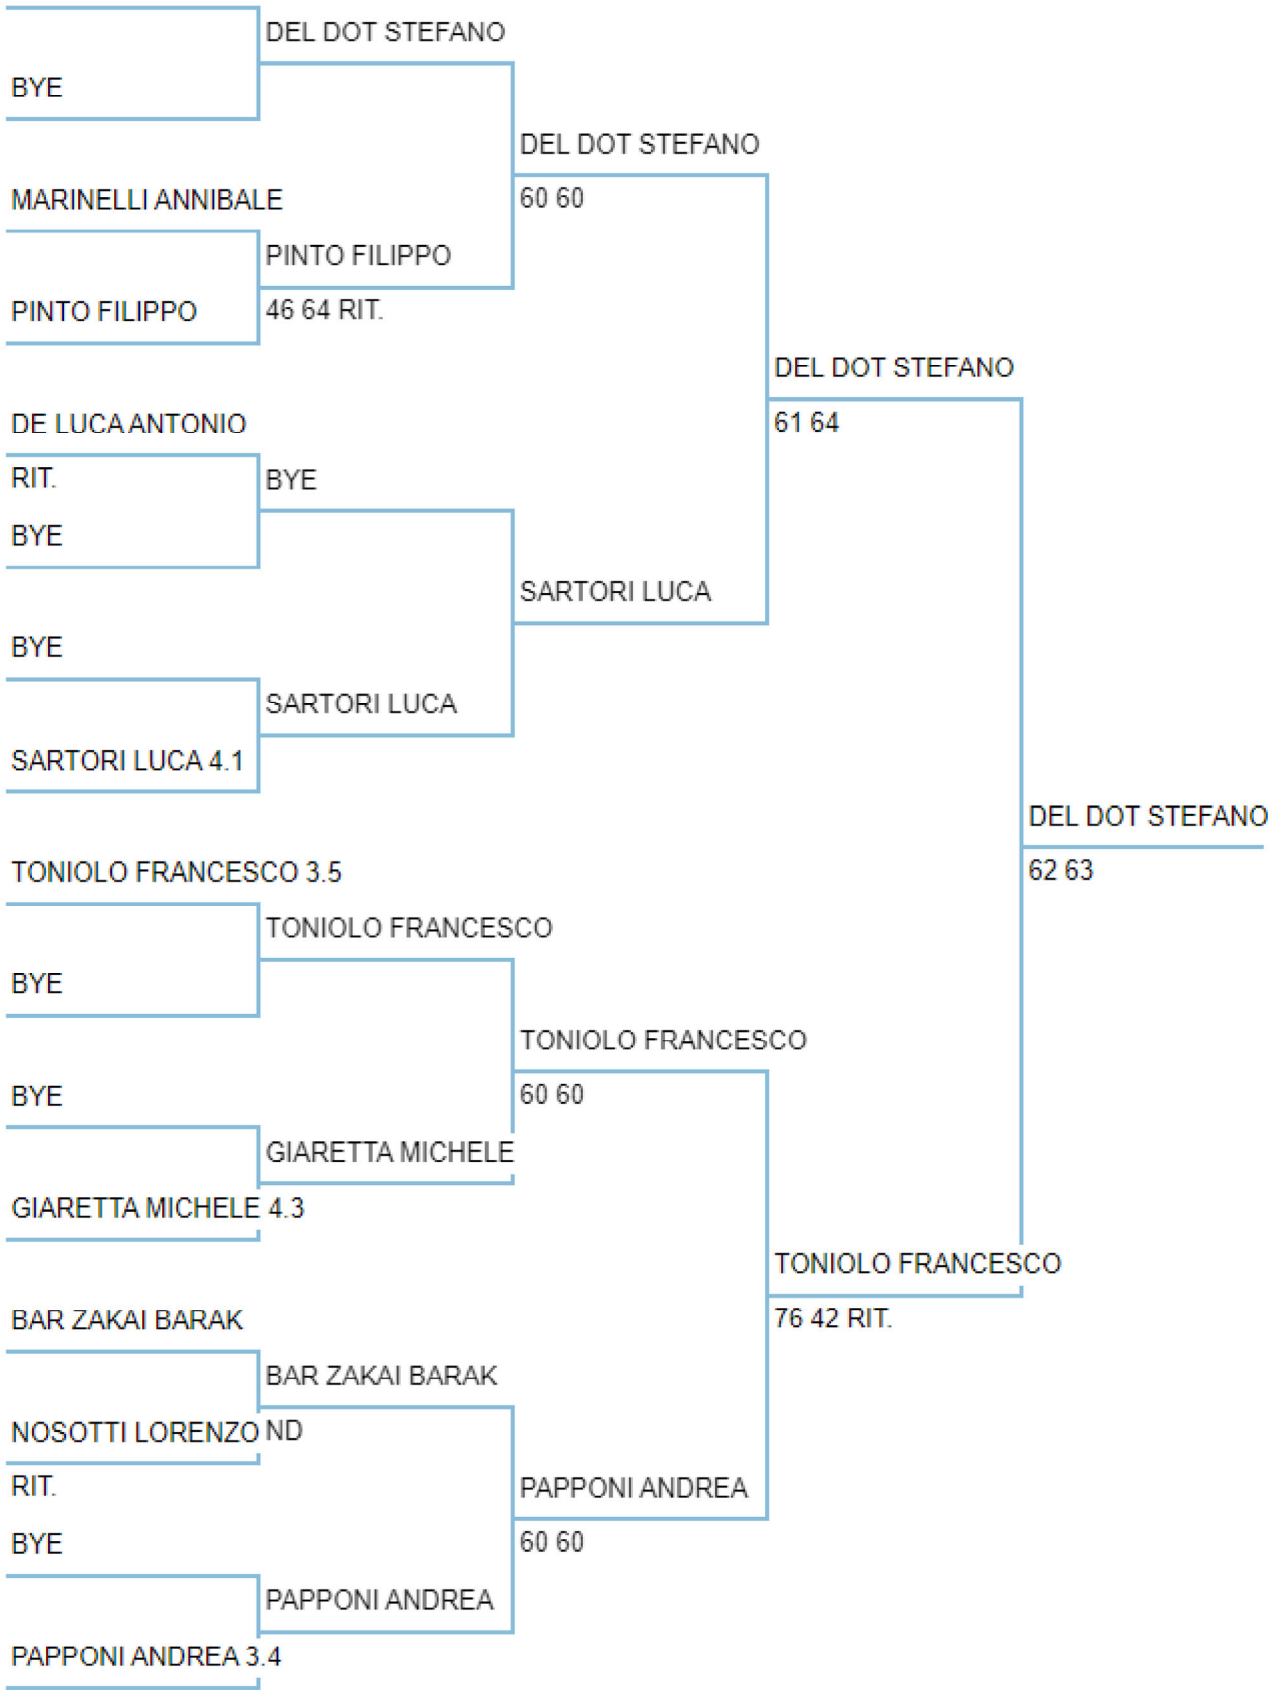 DEL DOT STEFANO
BYE
DEL DOT STEFANO
MARINELLI ANNIBALE
60 60
PINTO FILIPPO
PINTO FILIPPO
46 64 RIT.
DEL DOT STEFANO
DE LUCA ANTONIO
61 64
RIT.
BYE
BYE
SARTORI LUCA
BYE
SARTORI LUCA
SARTORI LUCA 4.1
DEL DOT STEFANO
TONIOLO FRANCESCO 3.5
62 63
TONIOLO FRANCESCO
BYE
TONIOLO FRANCESCO
BYE
60 60
GIARETTA MICHELE
GIARETTA MICHELE 4.3
TONIOLO FRANCESCO
BAR ZAKAI BARAK
76 42 RIT.
BAR ZAKAI BARAK
NOSOTTI LORENZO
ND
RIT.
PAPPONI ANDREA
BYE
60 60
PAPPONI ANDREA
PAPPONI ANDREA 3.4